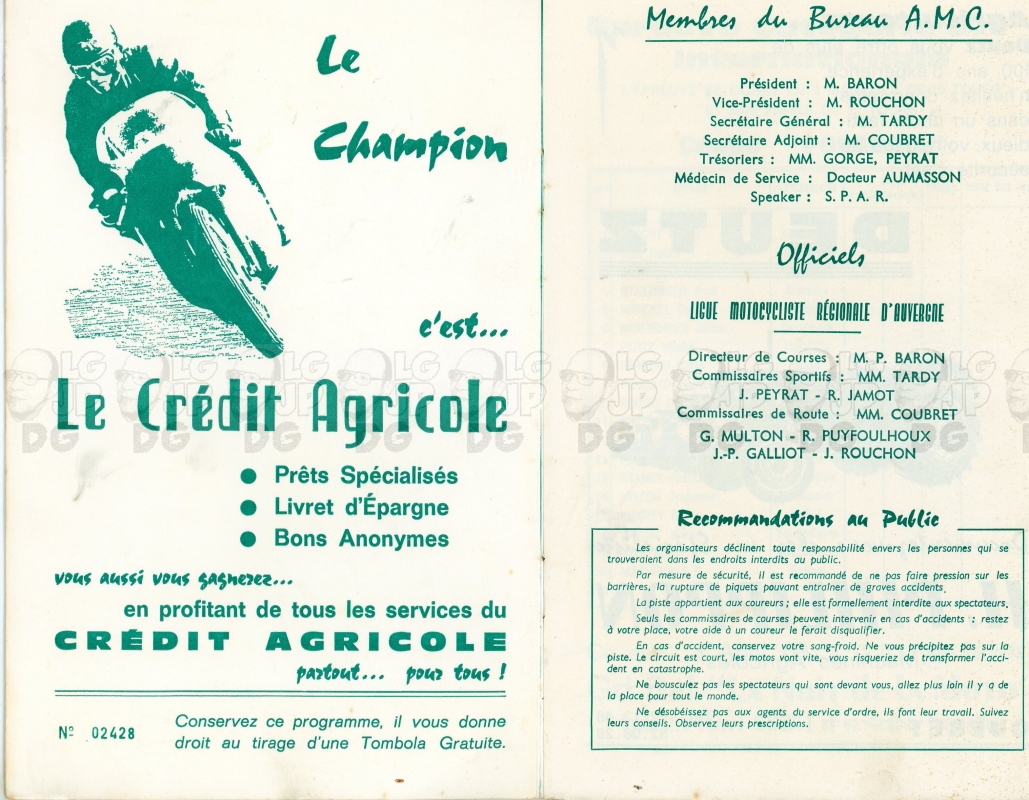 Le
Champion
c'est...
Le Crédit Agricole
● Prêts Spécialisés
● Livret d'Épargne
● Bons Anonymes
vous aussi vous gagnerez...
en profitant de tous les services du
CRÉDIT AGRICOLE
partout... pour tous !
Nº 02428
Conservez ce programme, il vous donne
droit au tirage d'une Tombola Gratuite.
Membres du Bureau A.M.C.
Président : M. BARON
Vice-Président : M. ROUCHON
Secrétaire Général : M. TARDY
Secrétaire Adjoint : M. COUBRET
Trésoriers : MM. GORGE, PEYRAT
Médecin de Service : Docteur AUMASSON
Speaker : S.P.A.R.
Officiels
LIGUE MOTOCYCLISTE RÉGIONALE D'AUVERGNE
Directeur de Courses : M. P. BARON
Commissaires Sportifs : MM. TARDY
J. PEYRAT - R. JAMOT
Commissaires de Route : MM. COUBRET
G. MULTON - R. PUYFOULHOUX
J.-P. GALLIOT - J. ROUCHON
Recommandations au Public
Les organisateurs déclinent toute responsabilité envers les personnes qui se
trouveraient dans les endroits interdits au public.
Par mesure de sécurité, il est recommandé de ne pas faire pression sur les
barrières, la rupture de piquets pouvant entraîner de graves accidents.
La piste appartient aux coureurs ; elle est formellement interdite aux spectateurs.
Seuls les commissaires de courses peuvent intervenir en cas d'accidents : restez
à votre place, votre aide à un coureur le ferait disqualifier.
En cas d'accident, conservez votre sang-froid. Ne vous précipitez pas sur la
piste. Le circuit est court, les motos vont vite, vous risqueriez de transformer l'acci-
dent en catastrophe.
Ne bousculez pas les spectateurs qui sont devant vous, allez plus loin il y a de
la place pour tout le monde.
Ne désobéissez pas aux agents du service d'ordre, ils font leur travail. Suivez
leurs conseils. Observez leurs prescriptions.
LG JP DG